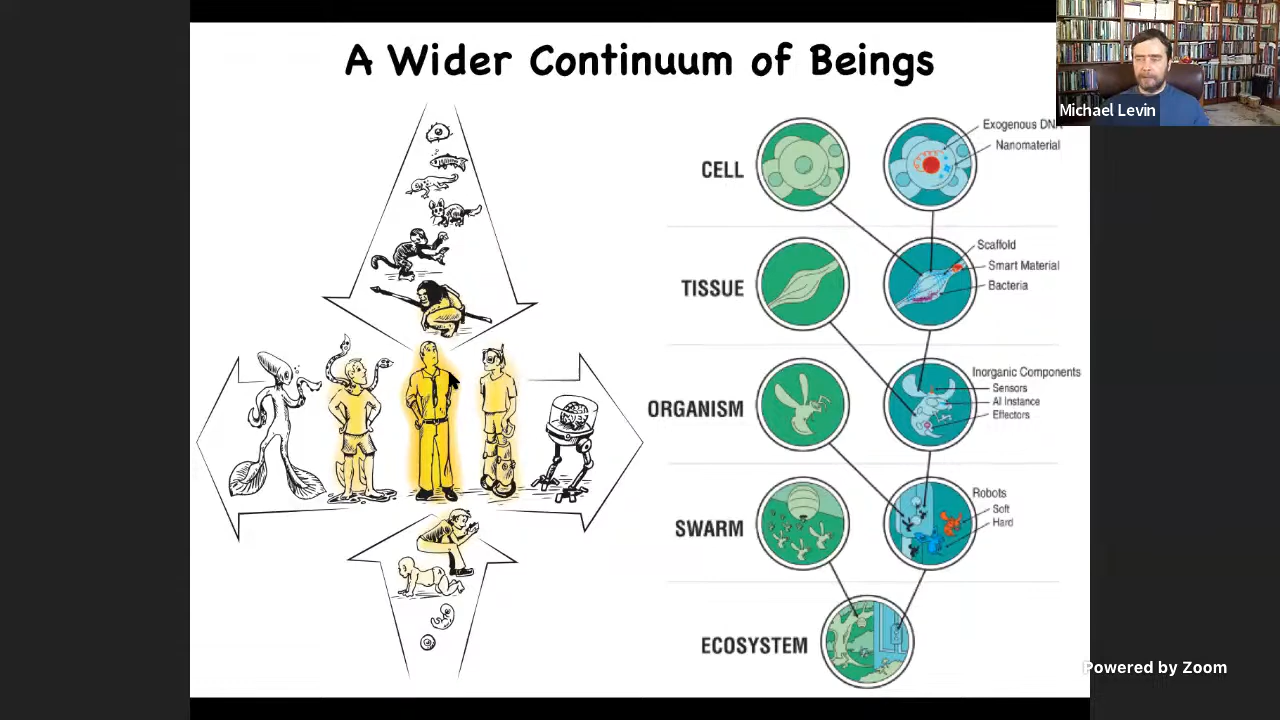 A Wider Continuum of Beings
Michael Levin
CELL
Exogenous DNA
Nanomaterial
TISSUE
Scaffold
Smart Material
Bacteria
ORGANISM
Inorganic Components
Sensors
AI Instance
Effectors
SWARM
Robots
Soft
Hard
ECOSYSTEM
Powered by Zoom